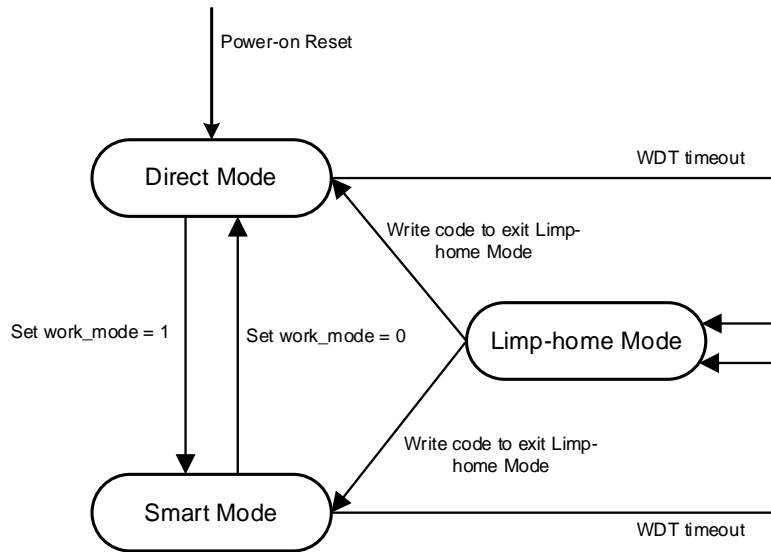 Power-on Reset
Direct Mode
WDT timeout
Write code to exit Limp-
home Mode
Set work_mode = 1
Set work_mode = 0
Limp-home Mode
Write code to exit Limp-
home Mode
Smart Mode
WDT timeout